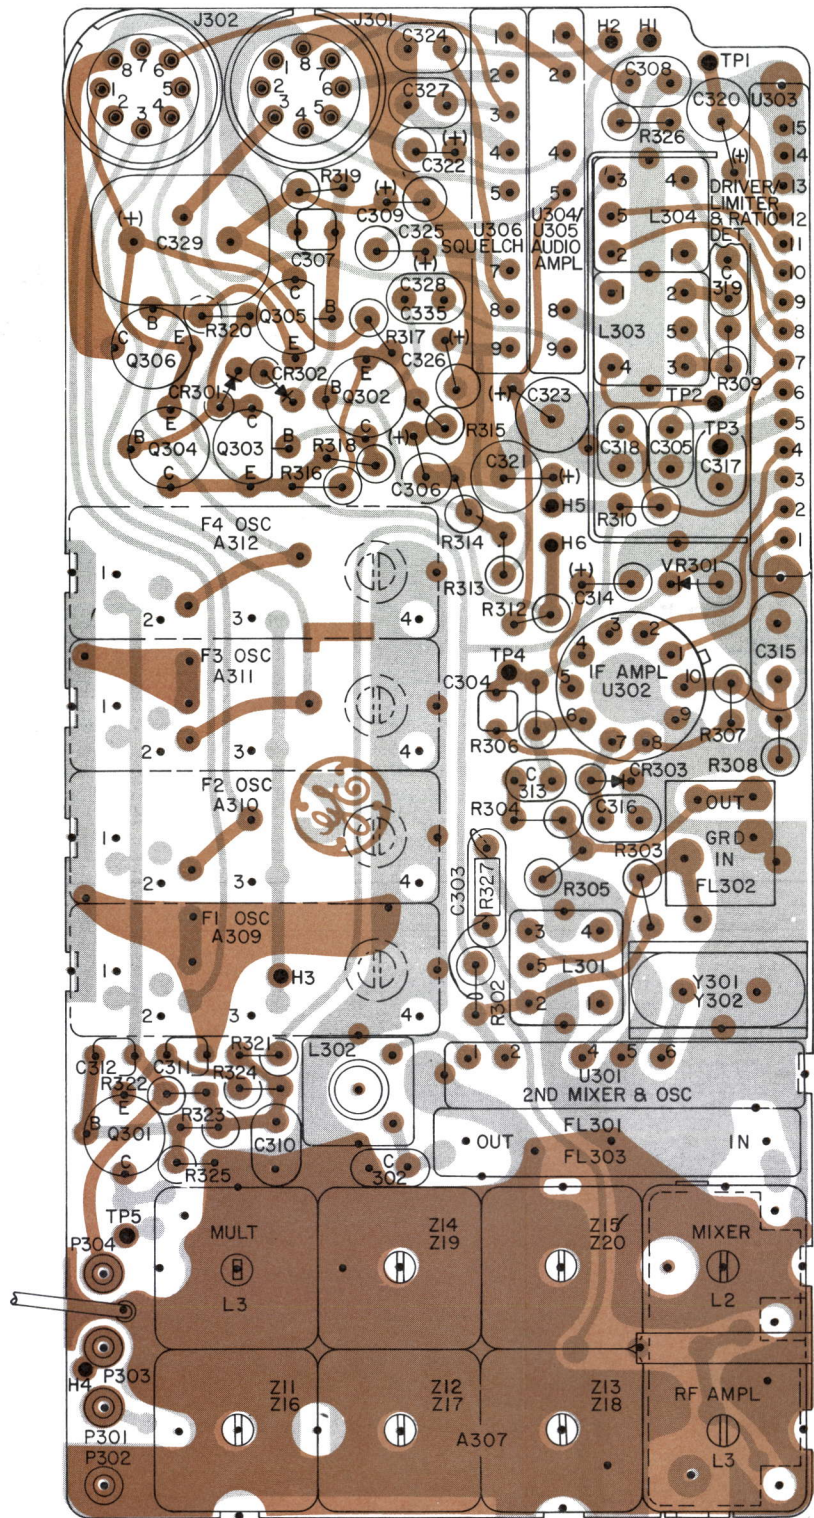 J302 J301
C324
1 1
H2 H1
7 8 6 8 1 7
2 2
C308
TP1
1 5 2 6
C327
3
C320
U303
2 3 4 3 4 5
R326
15
(+) C322
4 4
14
R319
(+)
3 4
13
(+) C309
5 5
DRIVER/
LIMITER
& RATIO
DET
12
5 L304
(+) C329
C307
C325
U306
SQUELCH
U304/
U305
AUDIO
AMPL
11
2 1
(+)
7
10
C
C328
C335
1 2
C
319
9
B R320 Q305 B
8 8
8
R317
L303 5
C E
Q306
E
C326 (+)
9 9
7
4 3
R309
CR302
E
CR301
B Q302
(+)
C323
TP2
6
R315
5
Q304 Q303
B B
C
R318 (+)
C318 C305
TP3
4
C C
R316
C306
C321 (+)
C317
3
F4 OSC
A312
H5
R310
2
R314
H6
1
1
R313
(+) C314
VR301
2 3 4
R312
3 2
F3 OSC
A311
TP4
4 1
C315
IF AMPL
U302
C304
5 10
1
6 9
R306
7 8
R307
2 3 4
R308
F2 OSC
A310
C
313
CR303
OUT
R304
C316
1
GRD
R303
IN
C303
R327
FL302
2 3 4
R305
F1 OSC
A309
3 4
5 L301
1
H3
Y301
Y302
R302
2 1
2 3 4
R321
L302
1 2 4 5 6
C312 C311
R322 R324
U301
2ND MIXER & OSC
E
R323
B Q301
C310
FL301
OUT IN
FL303
C
R325
C
302
TP5
MULT
Z14
Z19
Z15
Z20
MIXER
P304
L3
L2
P303
H4
Z11
Z16
Z12
Z17
Z13
Z18
RF AMPL
P301
P302
A307
L3